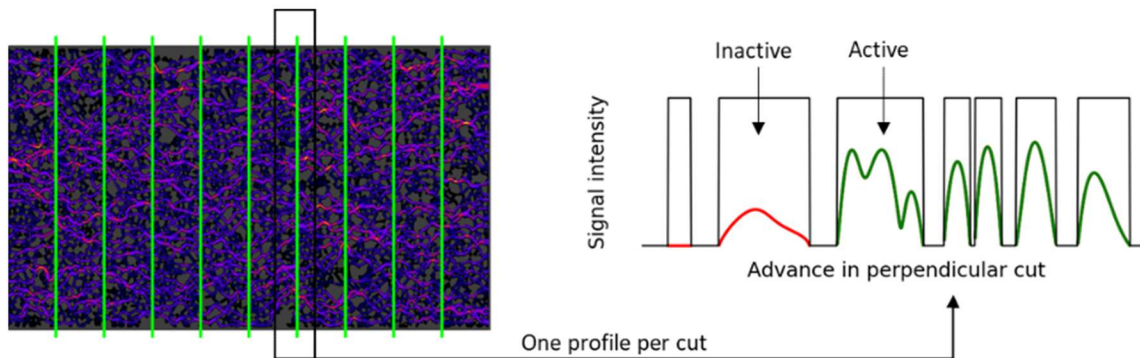 Inactive
Active
Signal intensity
Advance in perpendicular cut
One profile per cut